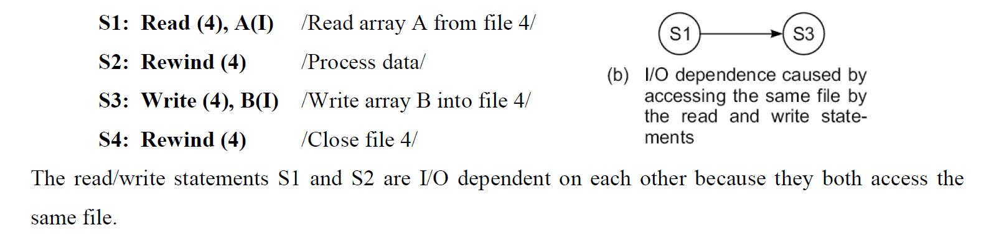 S1: Read (4), A(I) /Read array A from file 4/
S2: Rewind (4) /Process data/
S3: Write (4), B(I) /Write array B into file 4/
S4: Rewind (4) /Close file 4/
S1 S3
(b) I/O dependence caused by
accessing the same file by
the read and write state-
ments
The read/write statements S1 and S2 are I/O dependent on each other because they both access the
same file.